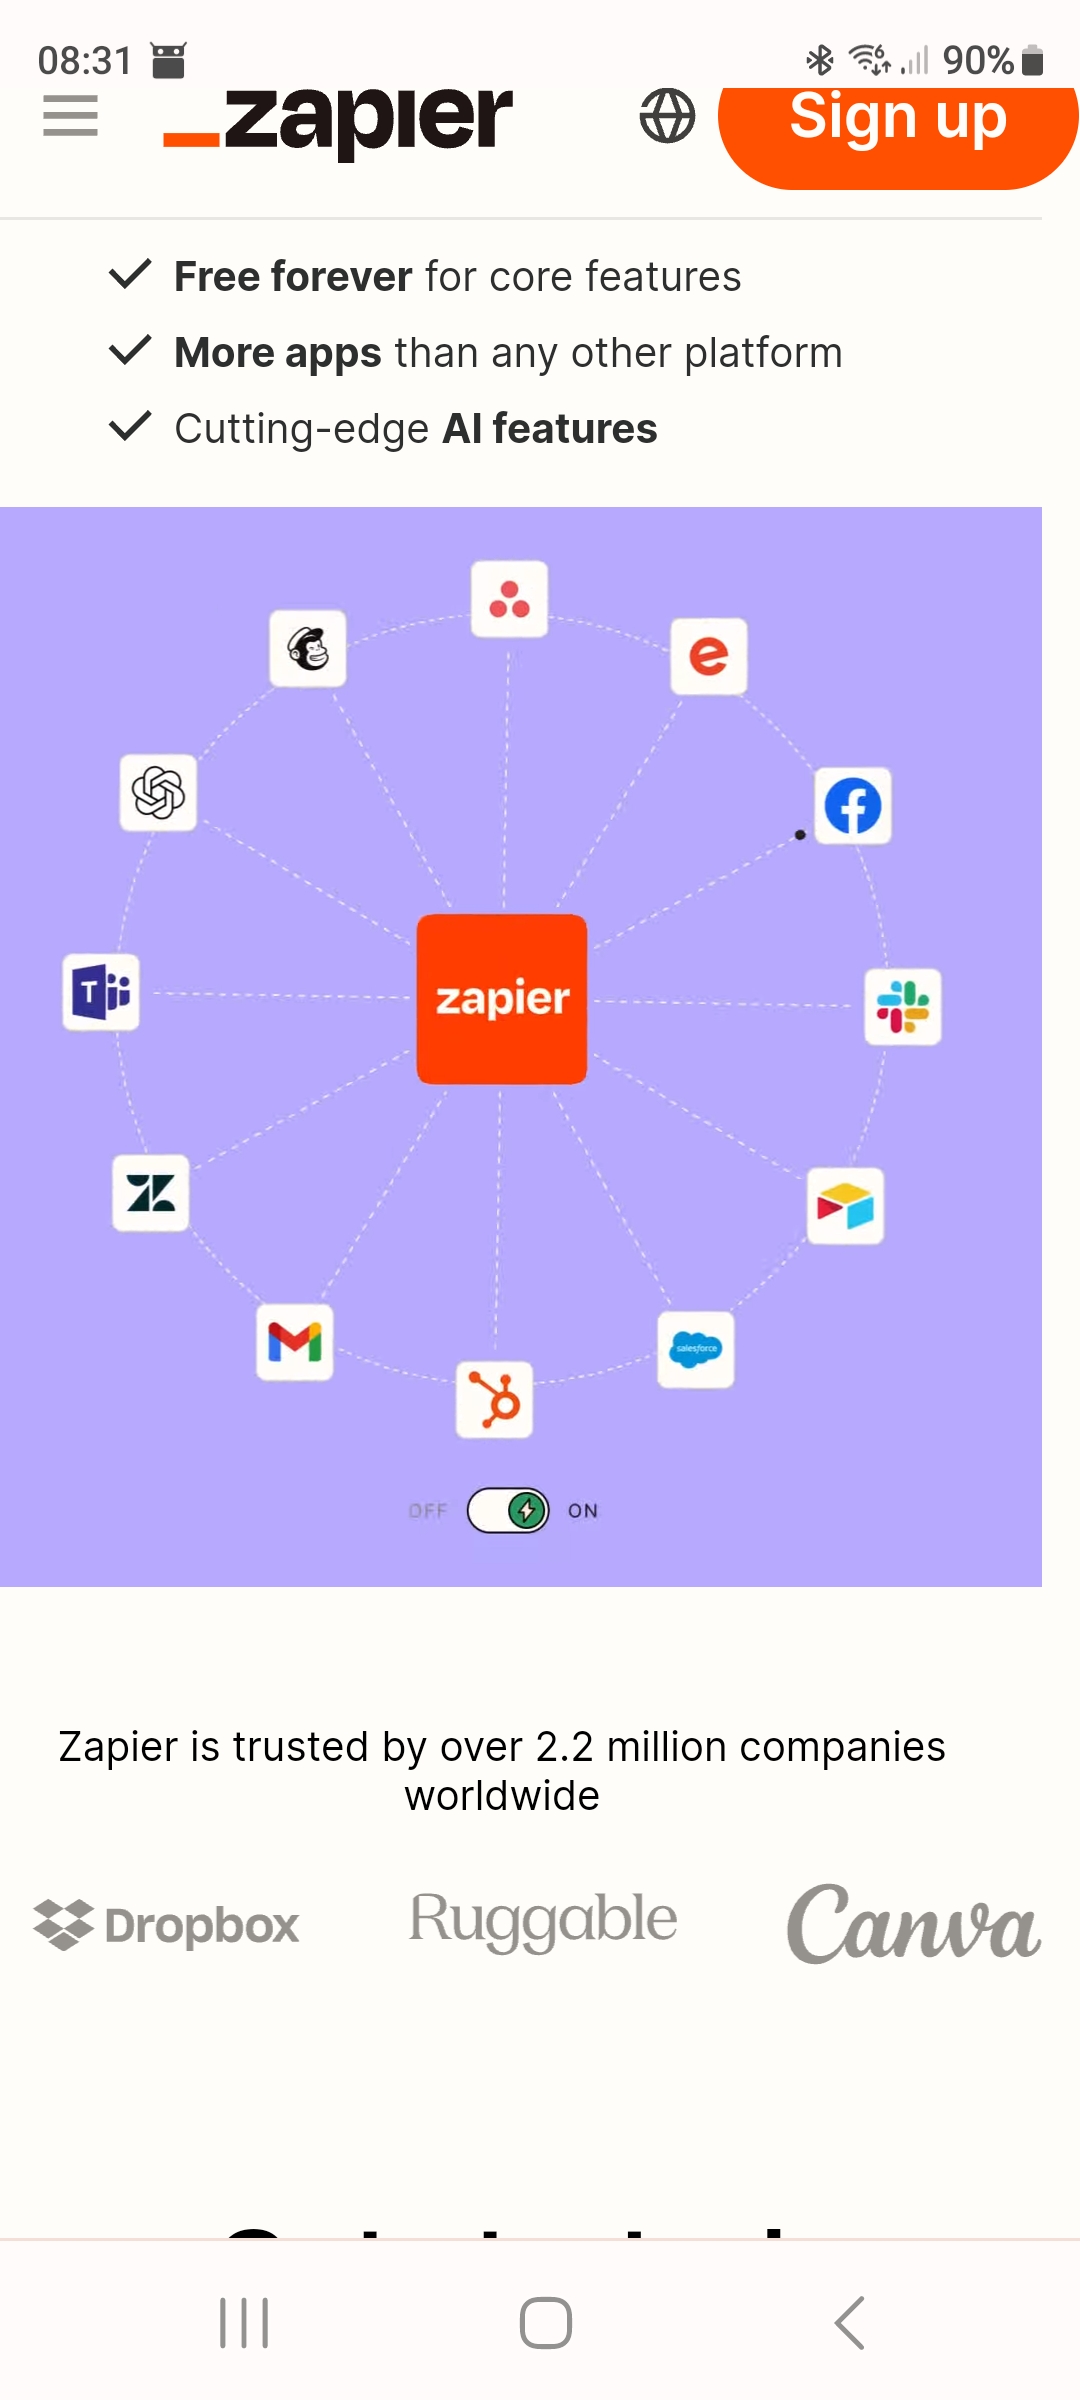 08:31
90%
zapier
Sign up
Free forever for core features
More apps than any other platform
Cutting-edge AI features
zapier
salesforce
OFF ON
Zapier is trusted by over 2.2 million companies
worldwide
Dropbox Ruggable Canva